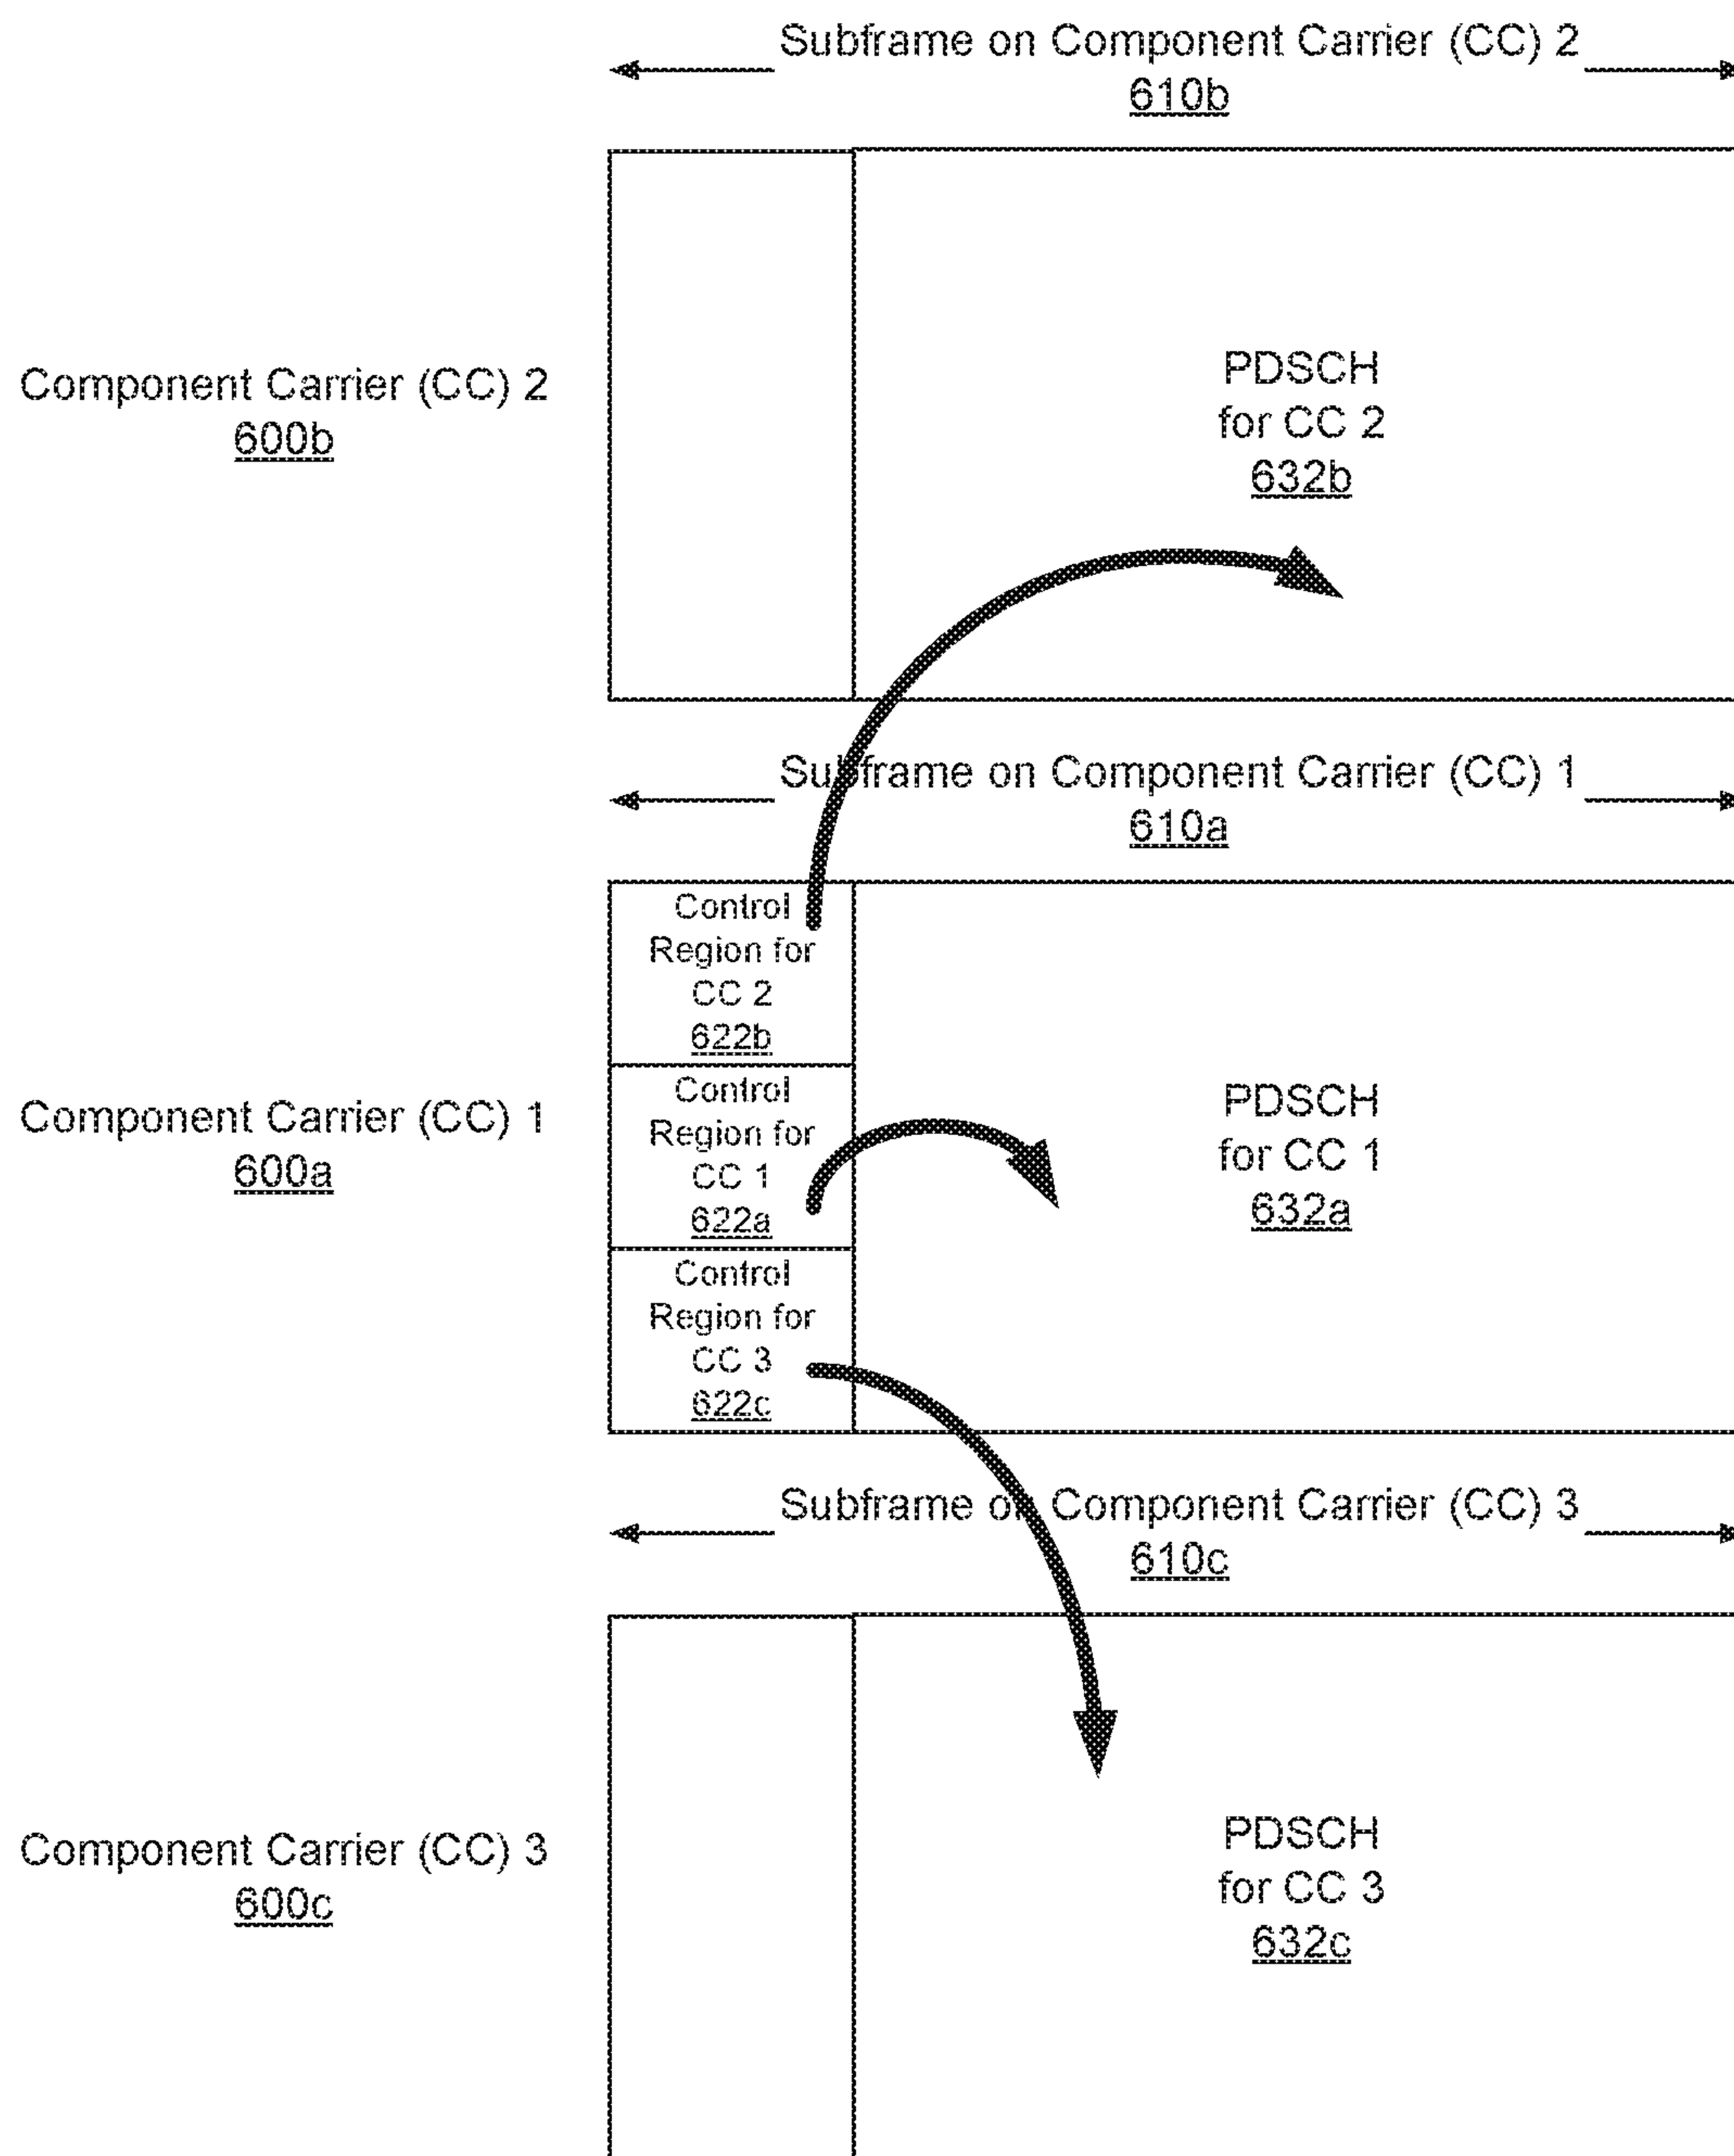 Subframe on Component Carrier (CC) 2
610b
Component Carrier (CC) 2
600b
PDSCH
for CC 2
632b
Subframe on Component Carrier (CC) 1
610a
Component Carrier (CC) 1
600a
Control
Region for
CC 2
622b
Control
Region for
CC 1
622a
Control
Region for
CC 3
622c
PDSCH
for CC 1
632a
Subframe on Component Carrier (CC) 3
610c
Component Carrier (CC) 3
600c
PDSCH
for CC 3
632c